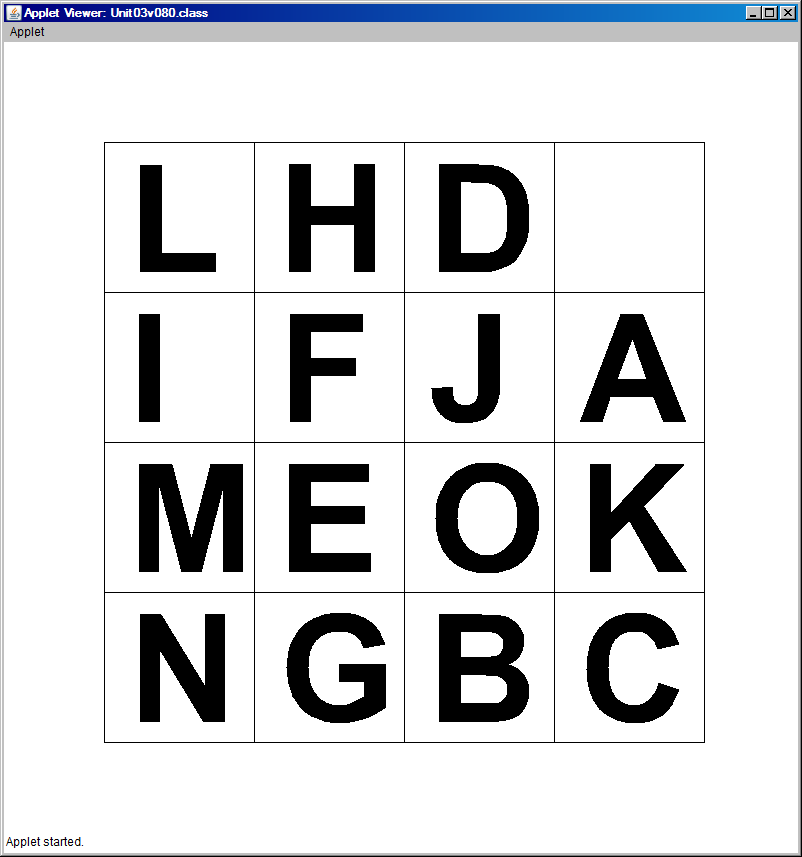 Applet Viewer: Unit03v080.class
Applet
L H D
I F J A
M E O K
N G B C
Applet started.